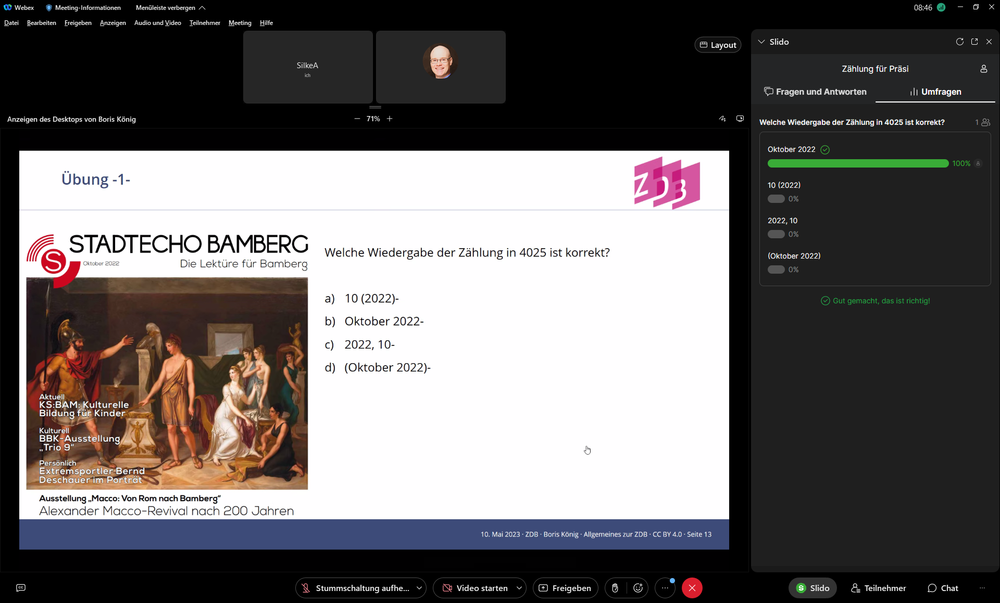 Webex
Meeting-Informationen
Menüleiste verbergen
08:46
Datei
Bearbeiten
Freigeben
Anzeigen
Audio und Video
Teilnehmer
Meeting
Hilfe
SilkeA
ich
Layout
Anzeigen des Desktops von Boris König
71%
Übung -1-
ZDB
STADTECHO BAMBERG
S
Oktober 2022
Die Lektüre für Bamberg
Aktuell
KS:BAM: Kulturelle
Bildung für Kinder
Kulturell
BBK-Ausstellung
„Trio 9“
Persönlich
Extremsportler Bernd
Deschauer im Porträt
Ausstellung „Macco: Von Rom nach Bamberg“
Alexander Macco-Revival nach 200 Jahren
Welche Wiedergabe der Zählung in 4025 ist korrekt?
a) 10 (2022)-
b) Oktober 2022-
c) 2022, 10-
d) (Oktober 2022)-
10. Mai 2023 · ZDB · Boris König · Allgemeines zur ZDB · CC BY 4.0 · Seite 13
Slido
Zählung für Präsi
Fragen und Antworten
Umfragen
Welche Wiedergabe der Zählung in 4025 ist korrekt?
1
Oktober 2022
100%
10 (2022)
0%
2022, 10
0%
(Oktober 2022)
0%
Gut gemacht, das ist richtig!
CC
Stummschaltung aufhe...
Video starten
Freigeben
...
S
Slido
Teilnehmer
Chat
...